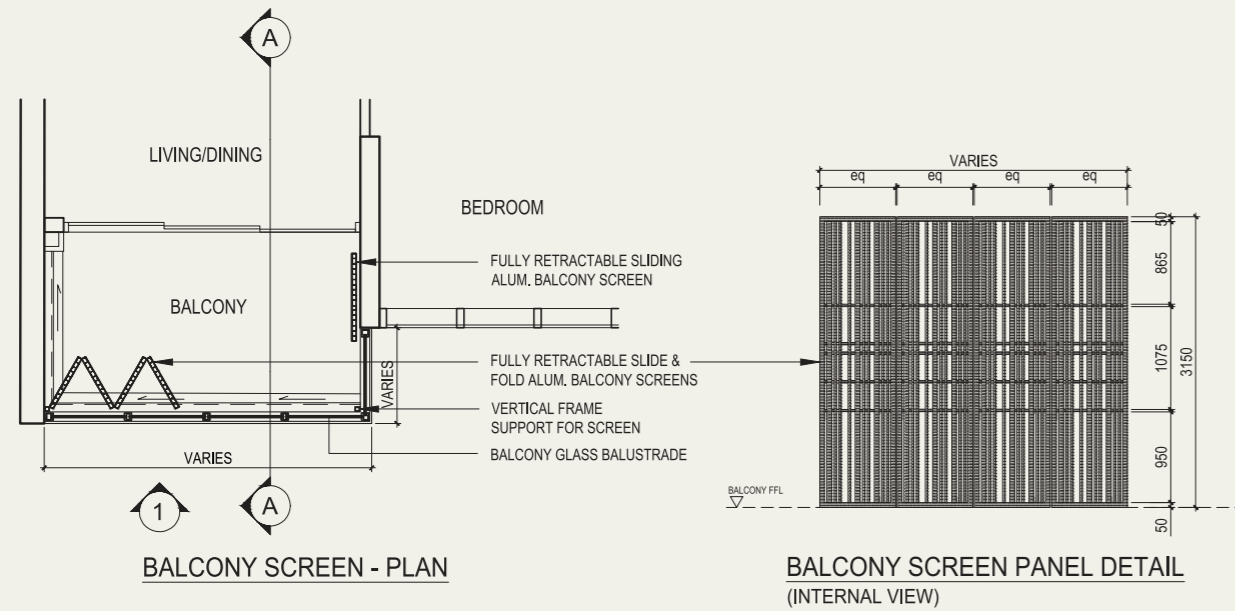 A
LIVING/DINING
BEDROOM
FULLY RETRACTABLE SLIDING
ALUM. BALCONY SCREEN
BALCONY
FULLY RETRACTABLE SLIDE &
FOLD ALUM. BALCONY SCREENS
VARIES
VERTICAL FRAME
SUPPORT FOR SCREEN
BALCONY GLASS BALUSTRADE
VARIES
A
1
BALCONY SCREEN - PLAN
VARIES
eq eq eq eq
50
865
1075
3150
950
50
BALCONY FFL
BALCONY SCREEN PANEL DETAIL
(INTERNAL VIEW)